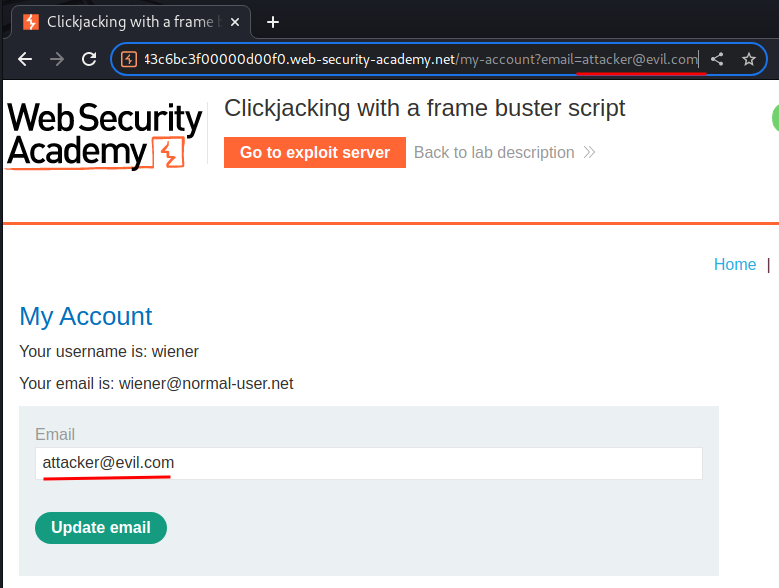 Clickjacking with a frame b
43c6bc3f00000d00f0.web-security-academy.net/my-account?email=attacker@evil.com
Web Security
Academy
Clickjacking with a frame buster script
Go to exploit server
Back to lab description
Home |
My Account
Your username is: wiener
Your email is: wiener@normal-user.net
Email
attacker@evil.com
Update email